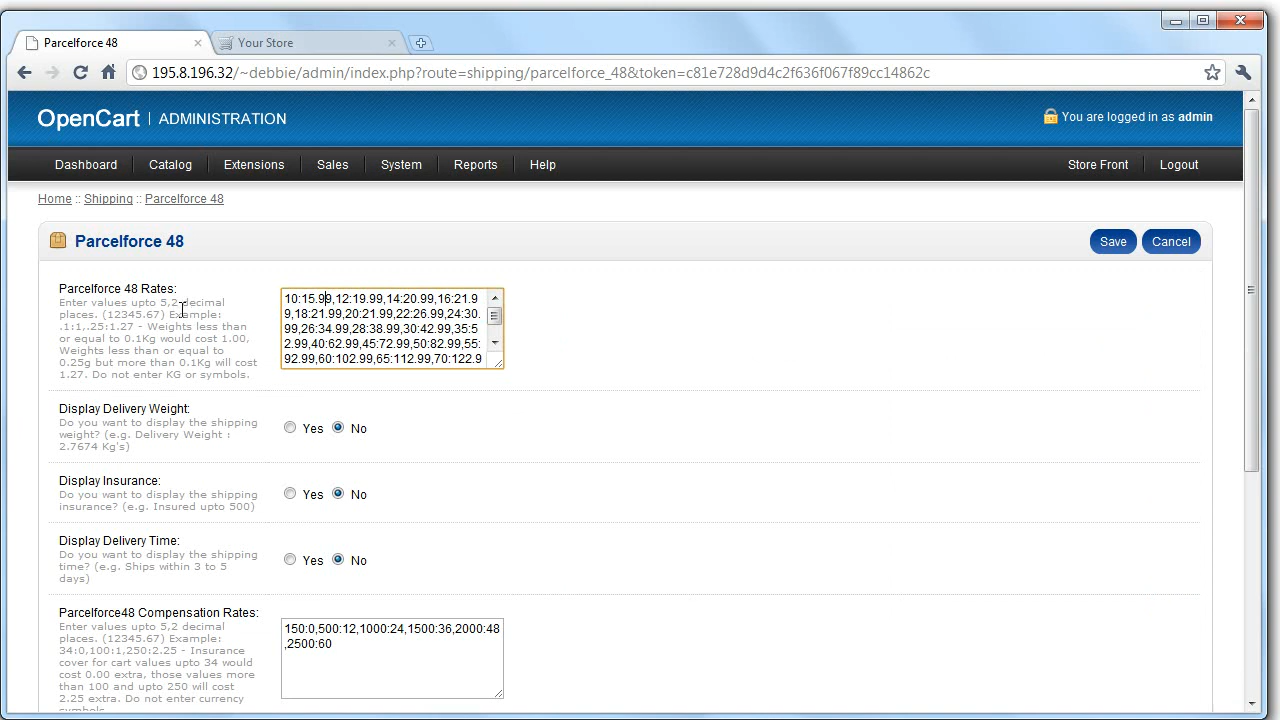 Parcelforce 48
Your Store
195.8.196.32/~debbie/admin/index.php?route=shipping/parcelforce_48&token=c81e728d9d4c2f636f067f89cc14862c
OpenCart | ADMINISTRATION
You are logged in as admin
Dashboard
Catalog
Extensions
Sales
System
Reports
Help
Store Front
Logout
Home :: Shipping :: Parcelforce 48
Parcelforce 48
Save
Cancel
Parcelforce 48 Rates:
Enter values upto 5,2 decimal
places. (12345.67) Example:
.1:1,.25:1.27 - Weights less than
or equal to 0.1Kg would cost 1.00,
Weights less than or equal to
0.25g but more than 0.1Kg will cost
1.27. Do not enter KG or symbols.
10:15.99,12:19.99,14:20.99,16:21.9
9,18:21.99,20:21.99,22:26.99,24:30.
99,26:34.99,28:38.99,30:42.99,35:5
2.99,40:62.99,45:72.99,50:82.99,55:
92.99,60:102.99,65:112.99,70:122.9
Display Delivery Weight:
Do you want to display the shipping
weight? (e.g. Delivery Weight :
2.7674 Kg's)
Yes
No
Display Insurance:
Do you want to display the shipping
insurance? (e.g. Insured upto 500)
Yes
No
Display Delivery Time:
Do you want to display the shipping
time? (e.g. Ships within 3 to 5
days)
Yes
No
Parcelforce48 Compensation Rates:
Enter values upto 5,2 decimal
places. (12345.67) Example:
34:0,100:1,250:2.25 - Insurance
cover for cart values upto 34 would
cost 0.00 extra, those values more
than 100 and upto 250 will cost
2.25 extra. Do not enter currency
symbols.
150:0,500:12,1000:24,1500:36,2000:48
,2500:60